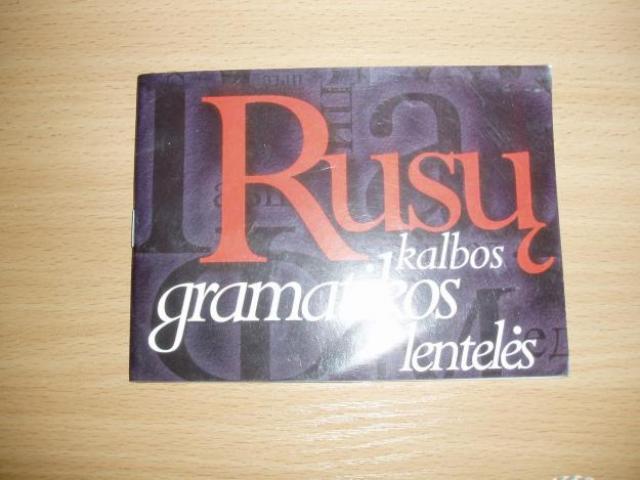 Rusų
kalbos
gramatikos
lentelės